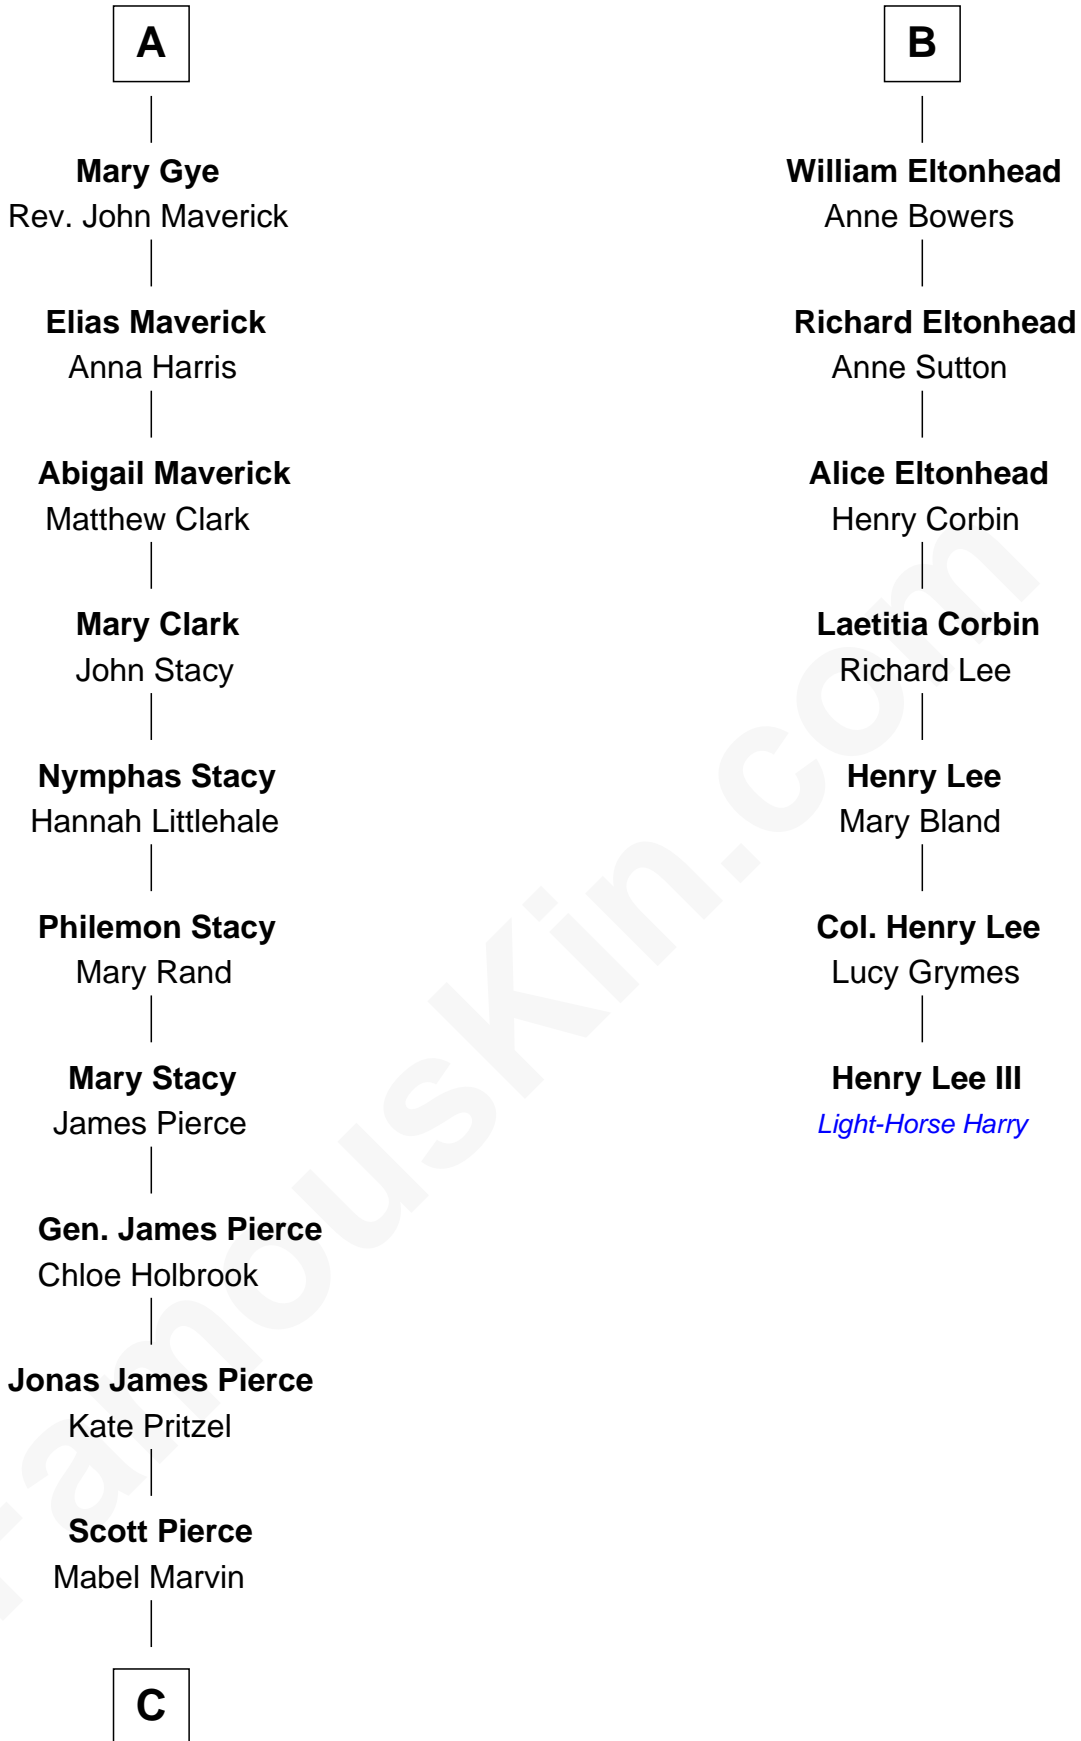 A
Mary Gye
Rev. John Maverick
Elias Maverick
Anna Harris
Abigail Maverick
Matthew Clark
Mary Clark
John Stacy
Nymphas Stacy
Hannah Littlehale
Philemon Stacy
Mary Rand
Mary Stacy
James Pierce
Gen. James Pierce
Chloe Holbrook
Jonas James Pierce
Kate Pritzel
Scott Pierce
Mabel Marvin
C
B
William Eltonhead
Anne Bowers
Richard Eltonhead
Anne Sutton
Alice Eltonhead
Henry Corbin
Laetitia Corbin
Richard Lee
Henry Lee
Mary Bland
Col. Henry Lee
Lucy Grymes
Henry Lee III
Light-Horse Harry
FamousKin.com